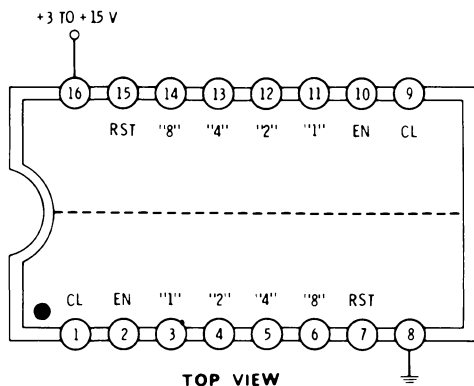 +3 TO +15 V
16 15 14 13 12 11 10 9
RST "8" "4" "2" "1" EN CL
CL EN "1" "2" "4" "8" RST
1 2 3 4 5 6 7 8
TOP VIEW